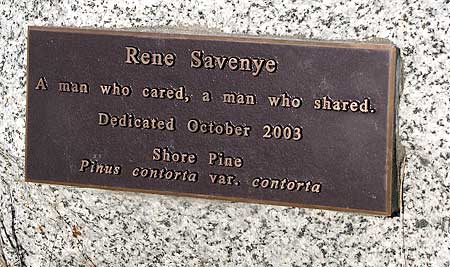 Rene Savenye
A man who cared, a man who shared.
Dedicated October 2003
Shore Pine
Pinus contorta var. contorta